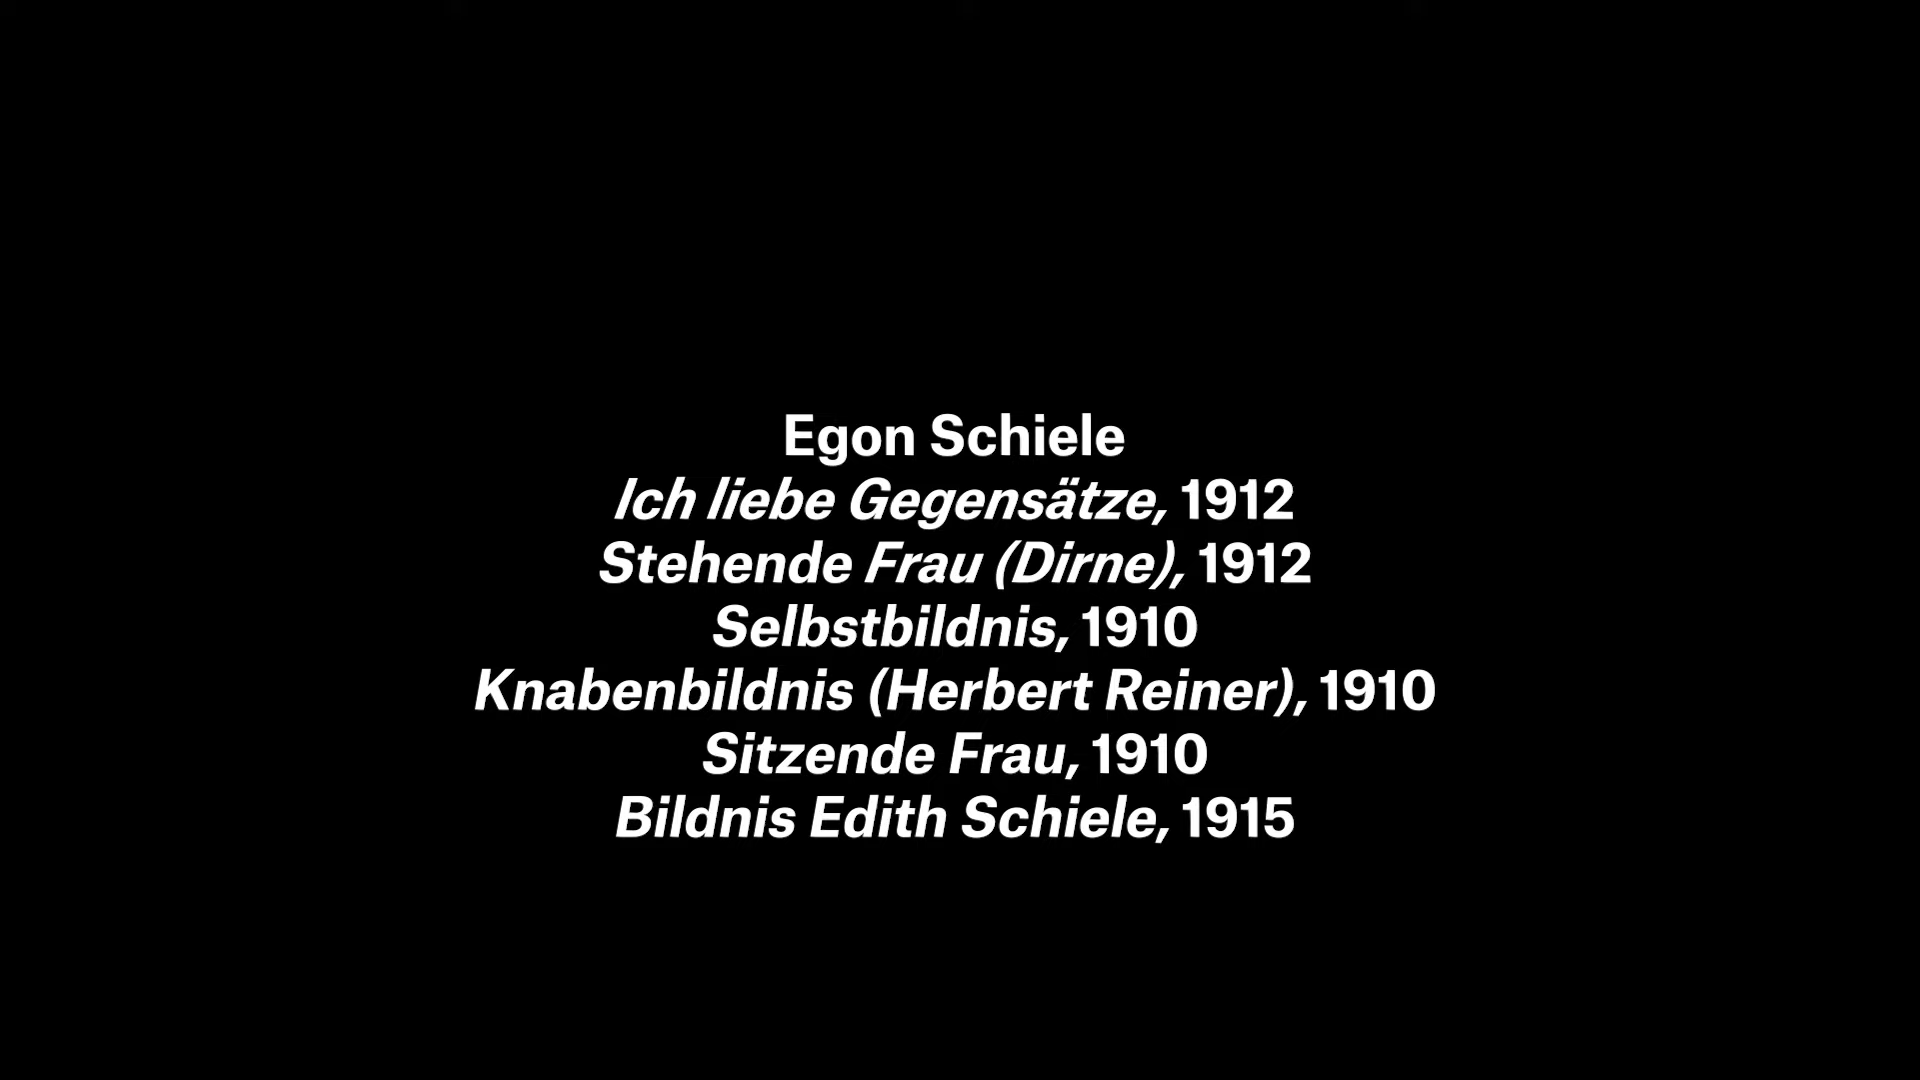 Egon Schiele
Ich liebe Gegensätze, 1912
Stehende Frau (Dirne), 1912
Selbstbildnis, 1910
Knabenbildnis (Herbert Reiner), 1910
Sitzende Frau, 1910
Bildnis Edith Schiele, 1915